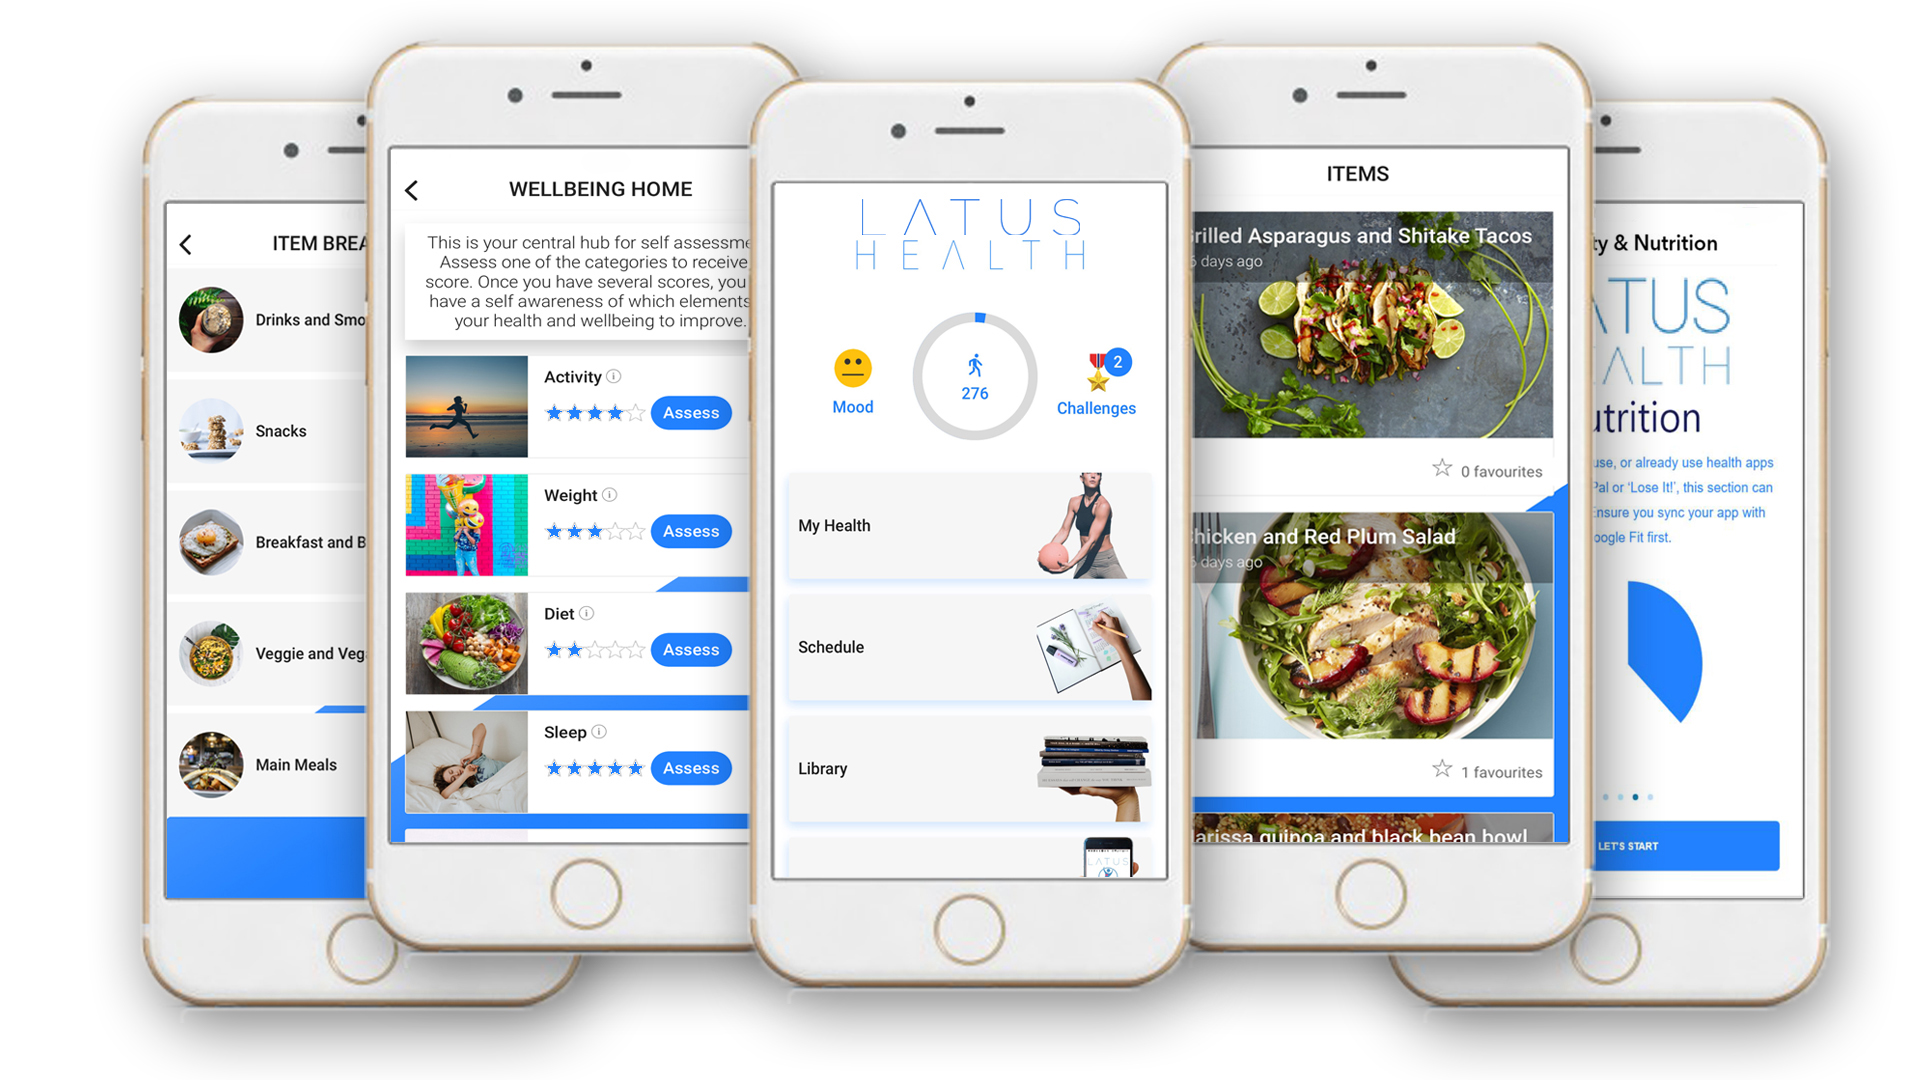 ITEM BREA
Drinks and Smo
Snacks
Breakfast and B
Veggie and Veg
Main Meals
WELLBEING HOME
This is your central hub for self assessme
Assess one of the categories to receive
score. Once you have several scores, you
have a self awareness of which elements
your health and wellbeing to improve.
Activity
Assess
Weight
Assess
Diet
Assess
Sleep
Assess
LATUS
HEALTH
276
Mood
2
Challenges
My Health
Schedule
Library
LATUS
ITEMS
rilled Asparagus and Shitake Tacos
6 days ago
0 favourites
hicken and Red Plum Salad
6 days ago
1 favourites
arissa quinoa and black bean bowl
ty & Nutrition
ATUS
ALTH
utrition
use, or already use health apps
Pal or ‘Lose It!’, this section can
Ensure you sync your app with
oogle Fit first.
LET'S START